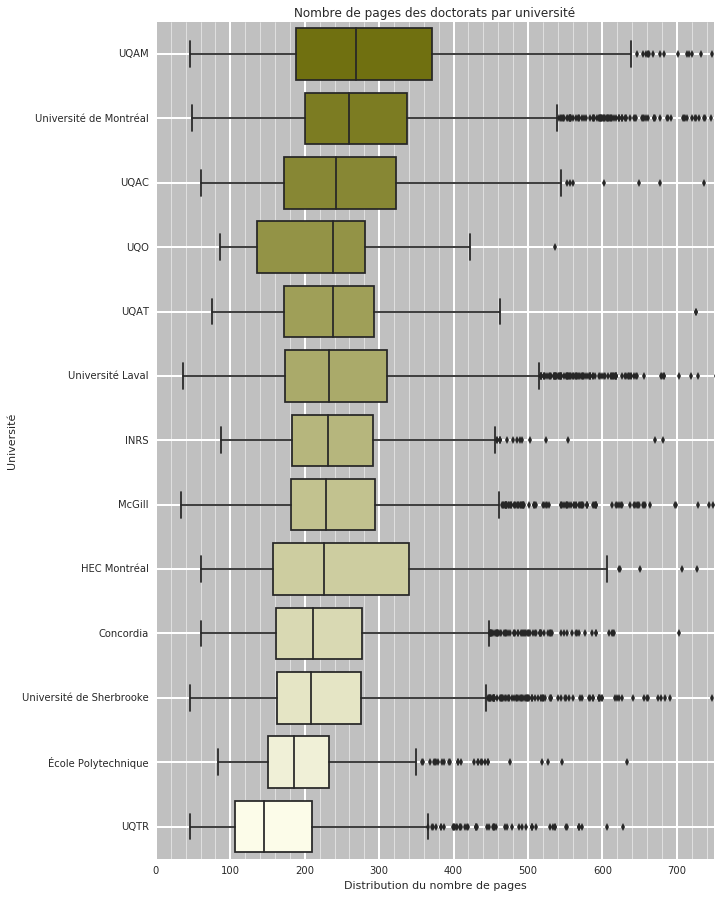 Nombre de pages des doctorats par université
UQAM
Université de Montréal
UQAC
UQO
UQAT
Université Laval
INRS
McGill
HEC Montréal
Concordia
Université de Sherbrooke
École Polytechnique
UQTR
Université
0 100 200 300 400 500 600 700
Distribution du nombre de pages